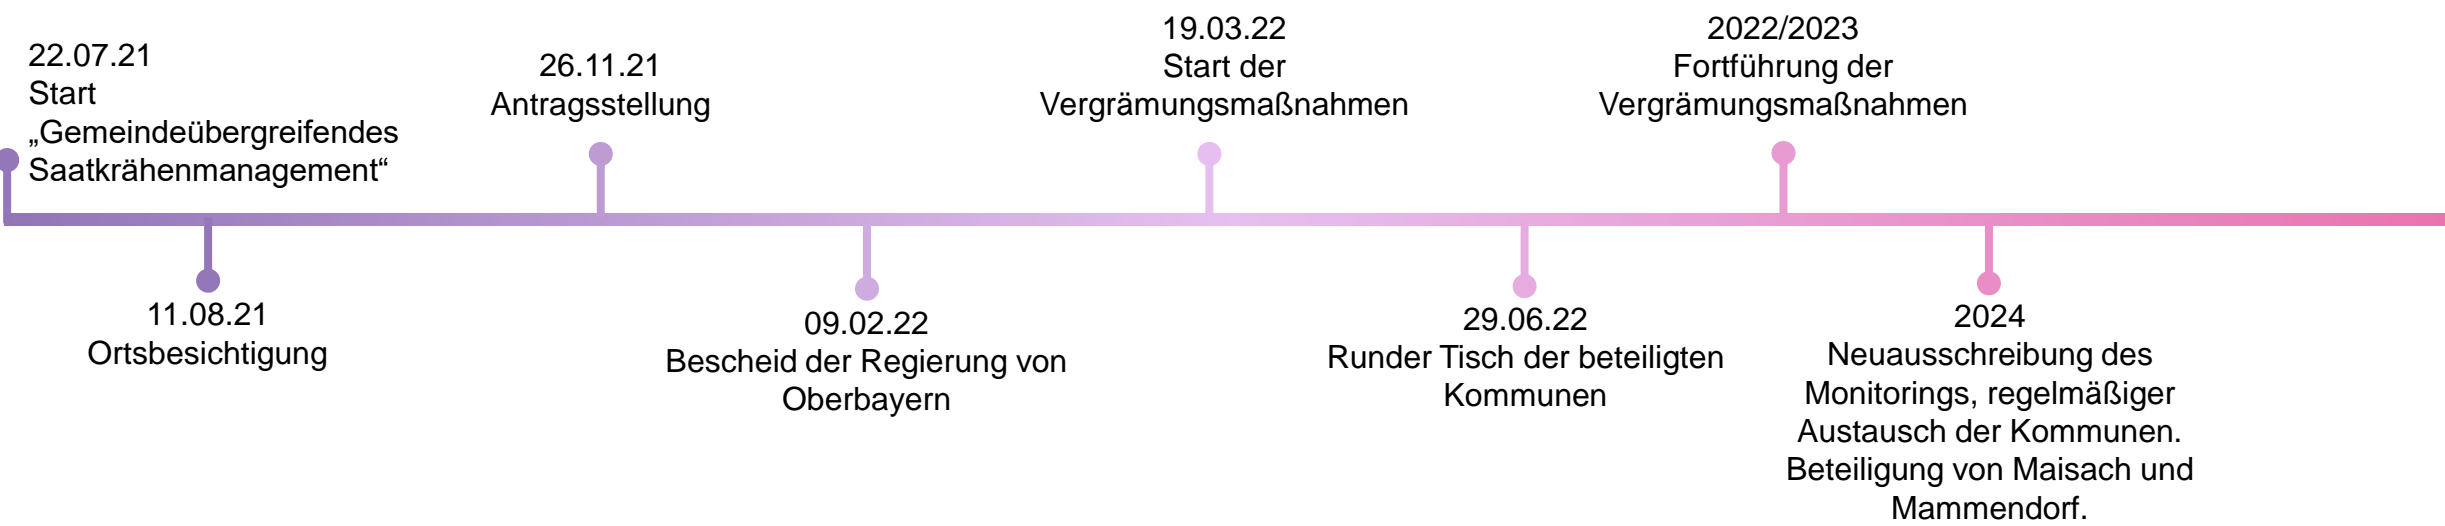 22.07.21
Start
„Gemeindeübergreifendes
Saatkrähenmanagement“
11.08.21
Ortsbesichtigung
26.11.21
Antragsstellung
09.02.22
Bescheid der Regierung von
Oberbayern
19.03.22
Start der
Vergrämungsmaßnahmen
29.06.22
Runder Tisch der beteiligten
Kommunen
2022/2023
Fortführung der
Vergrämungsmaßnahmen
2024
Neuausschreibung des
Monitorings, regelmäßiger
Austausch der Kommunen.
Beteiligung von Maisach und
Mammendorf.